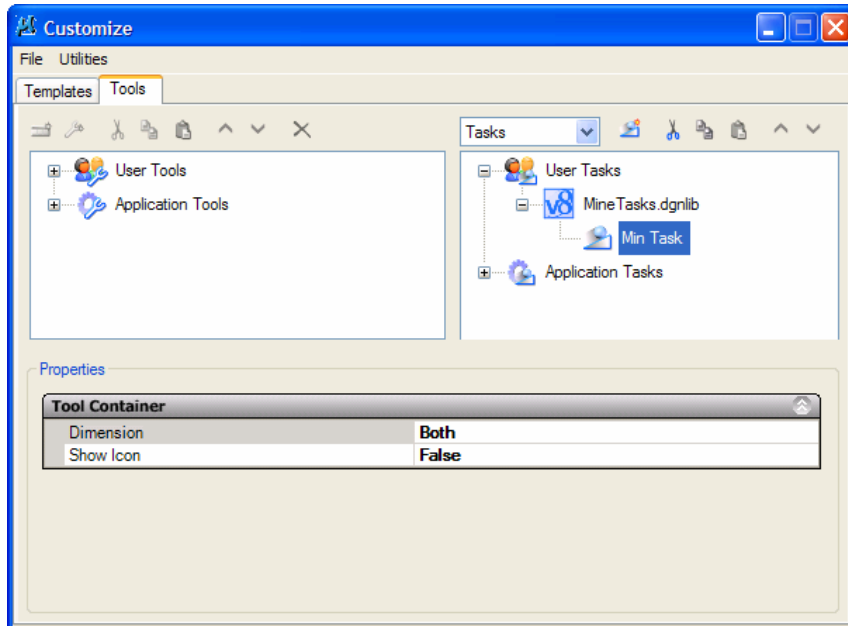 Customize
File Utilities
Templates Tools
Tasks
User Tools
Application Tools
User Tasks
v8 MineTasks.dgnlib
Min Task
Application Tasks
Properties
Tool Container
Dimension Both
Show Icon False